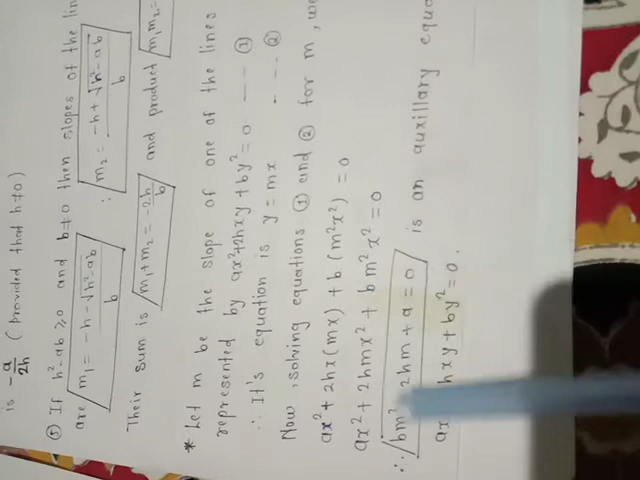 is -a/2h (provided that h≠0)
⑤ If h²-ab≥0 and b≠0 then slopes of the
are m₁ = -h-√h²-ab / b ; m₂ = -h+√h²-ab / b
Their sum is m₁+m₂ = -2h/b and product m₁m₂=
* Let m be the slope of one of the lines
represented by ax²+2hxy+by²=0 --- ①
∴ It's equation is y=mx --- ②
Now, solving equations ① and ② for m,
ax²+2hx(mx)+b(m²x²)=0
ax²+2hmx²+bm²x²=0
∴ bm² 2hm+a=0 is an auxillary
ax hxy+by²=0.